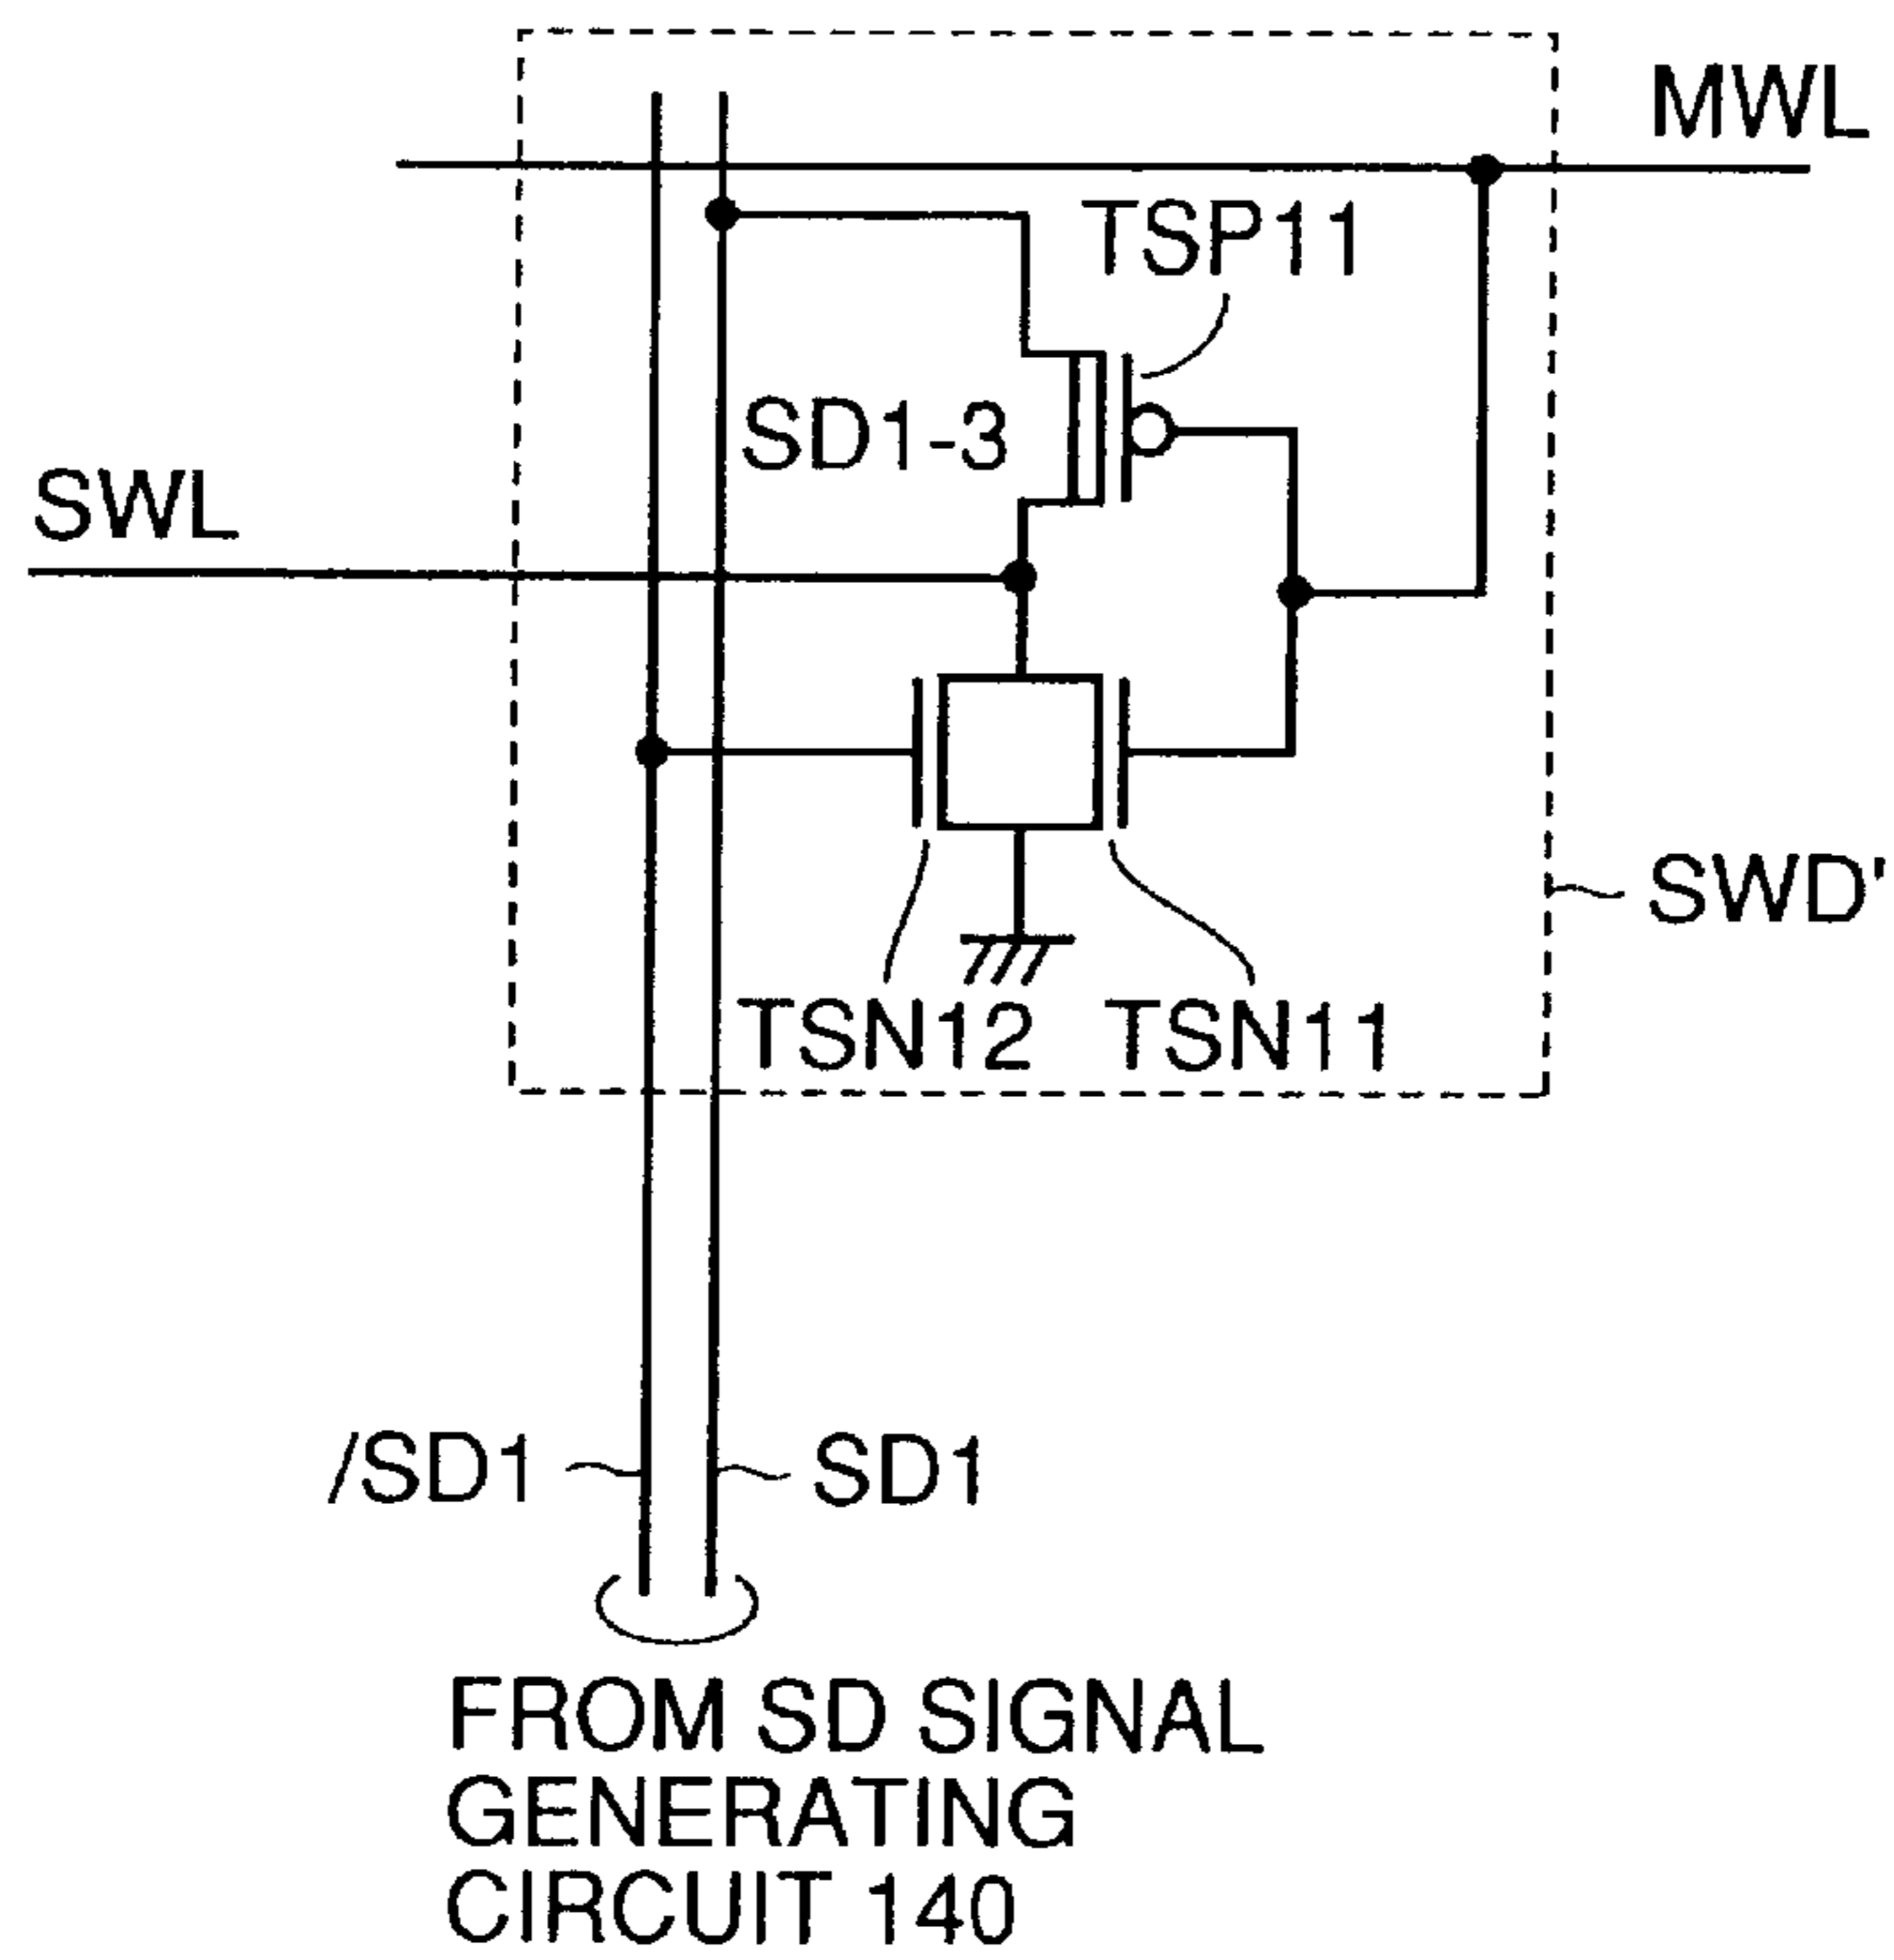 MWL
TSP11
SD1-3
SWL
SWD'
TSN12 TSN11
/SD1 SD1
FROM SD SIGNAL
GENERATING
CIRCUIT 140